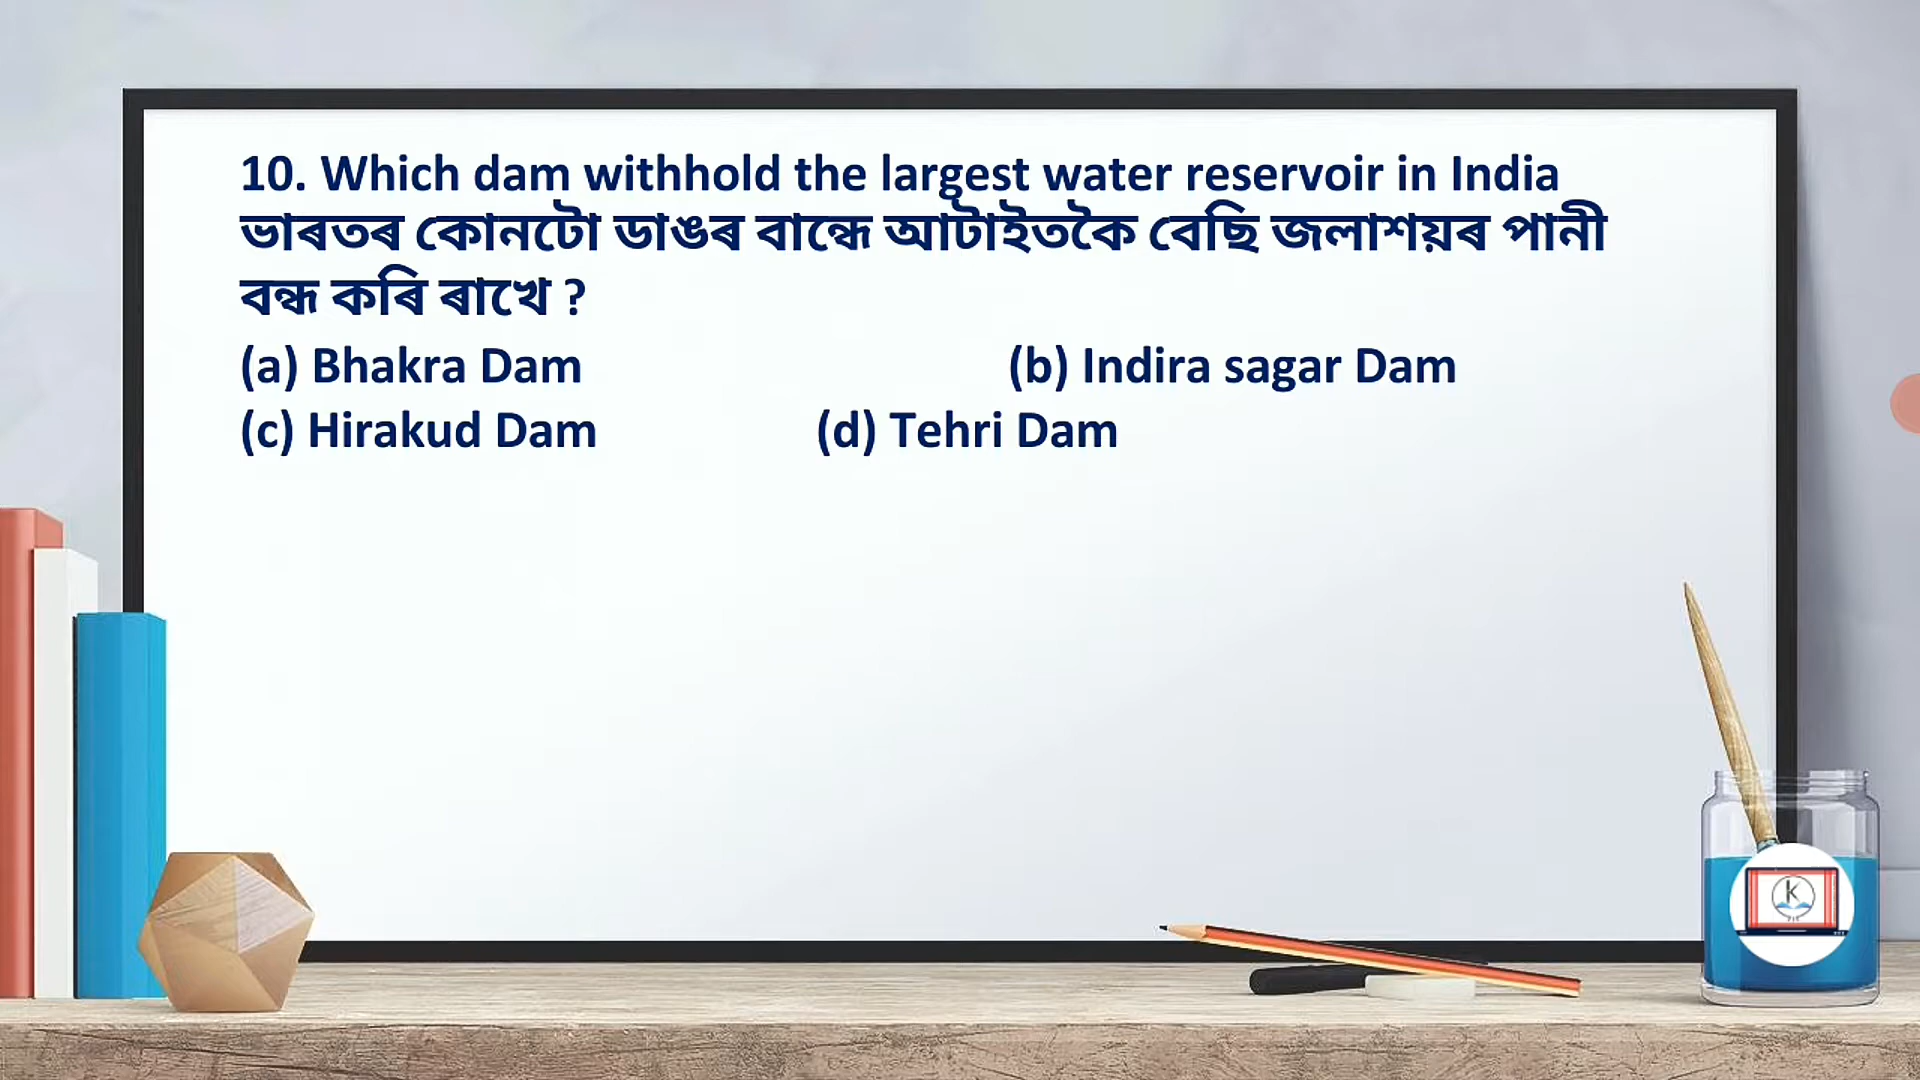 10. Which dam withhold the largest water reservoir in India
ভাৰতৰ কোনটো ডাঙৰ বান্ধে আটাইতকৈ বেছি জলাশয়ৰ পানী
বন্ধ কৰি ৰাখে ?
(a) Bhakra Dam (b) Indira sagar Dam
(c) Hirakud Dam (d) Tehri Dam
K